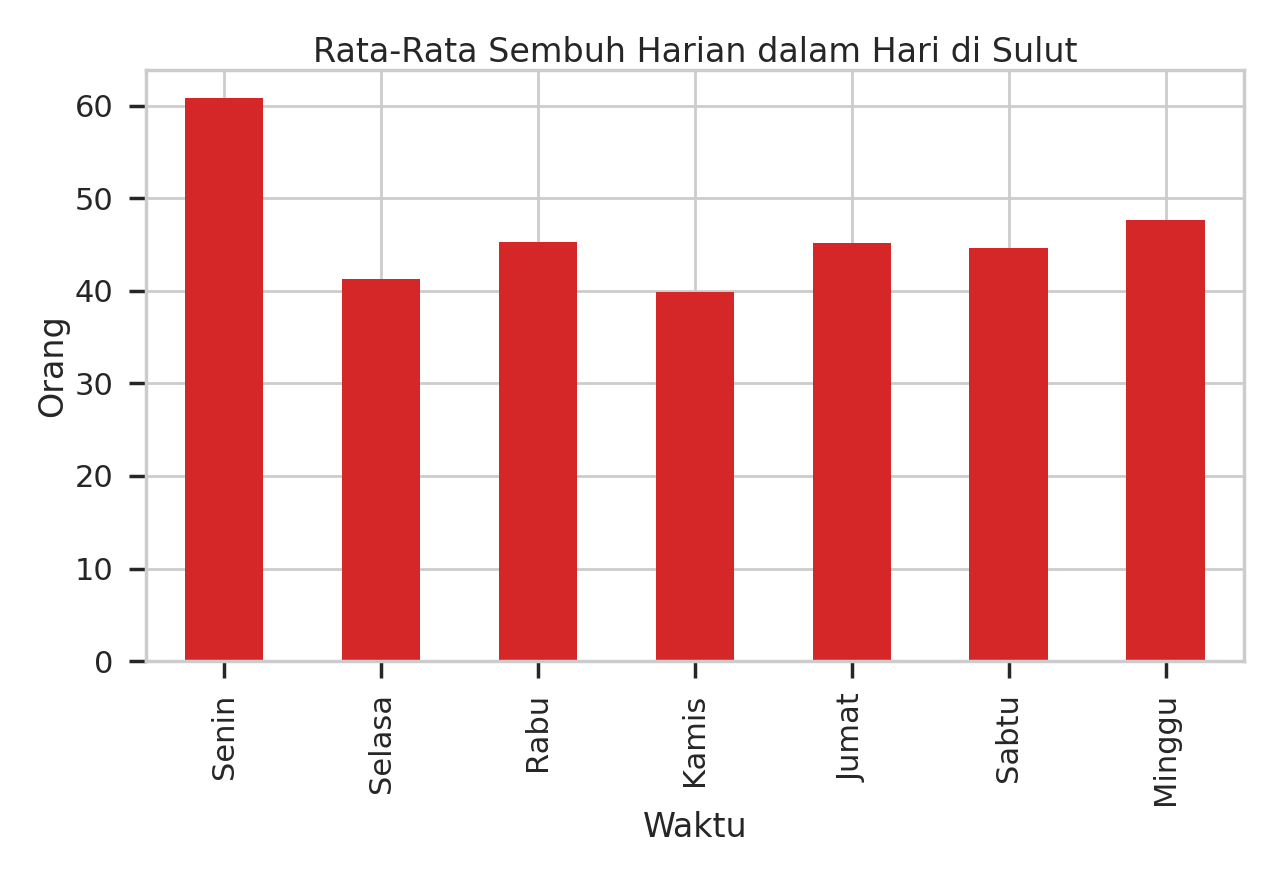 Rata-Rata Sembuh Harian dalam Hari di Sulut
60
50
40
30
20
10
0
Orang
Senin
Selasa
Rabu
Kamis
Jumat
Sabtu
Minggu
Waktu